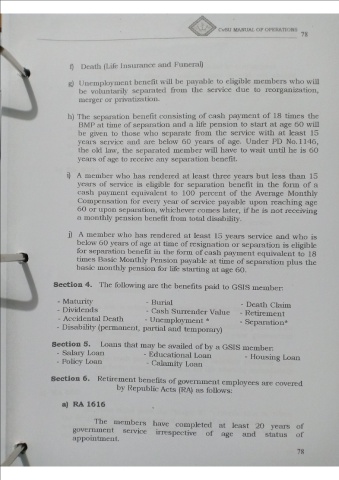 CvSU MANUAL OF OPERATIONS
78
f) Death (Life Insurance and Funeral)
g) Unemployment benefit will be payable to eligible members who will
be voluntarily separated from the service due to reorganization,
merger or privatization.
h) The separation benefit consisting of cash payment of 18 times the
BMP at time of separation and a life pension to start at age 60 will
be given to those who separate from the service with at least 15
years service and are below 60 years of age. Under PD No.1146,
the old law, the separated member will have to wait until he is 60
years of age to receive any separation benefit.
i) A member who has rendered at least three years but less than 15
years of service is eligible for separation benefit in the form of a
cash payment equivalent to 100 percent of the Average Monthly
Compensation for every year of service payable upon reaching age
60 or upon separation, whichever comes later, if he is not receiving
a monthly pension benefit from total disability.
j) A member who has rendered at least 15 years service and who is
below 60 years of age at time of resignation or separation is eligible
for separation benefit in the form of cash payment equivalent to 18
times Basic Monthly Pension payable at time of separation plus the
basic monthly pension for life starting at age 60.
Section 4. The following are the benefits paid to GSIS member:
- Maturity - Burial - Death Claim
- Dividends - Cash Surrender Value - Retirement
- Accidental Death - Unemployment * - Separation*
- Disability (permanent, partial and temporary)
Section 5. Loans that may be availed of by a GSIS member:
- Salary Loan - Educational Loan - Housing Loan
- Policy Loan - Calamity Loan
Section 6. Retirement benefits of government employees are covered
by Republic Acts (RA) as follows:
a) RA 1616
The members have completed at least 20 years of
government service irrespective of age and status of
appointment.
78